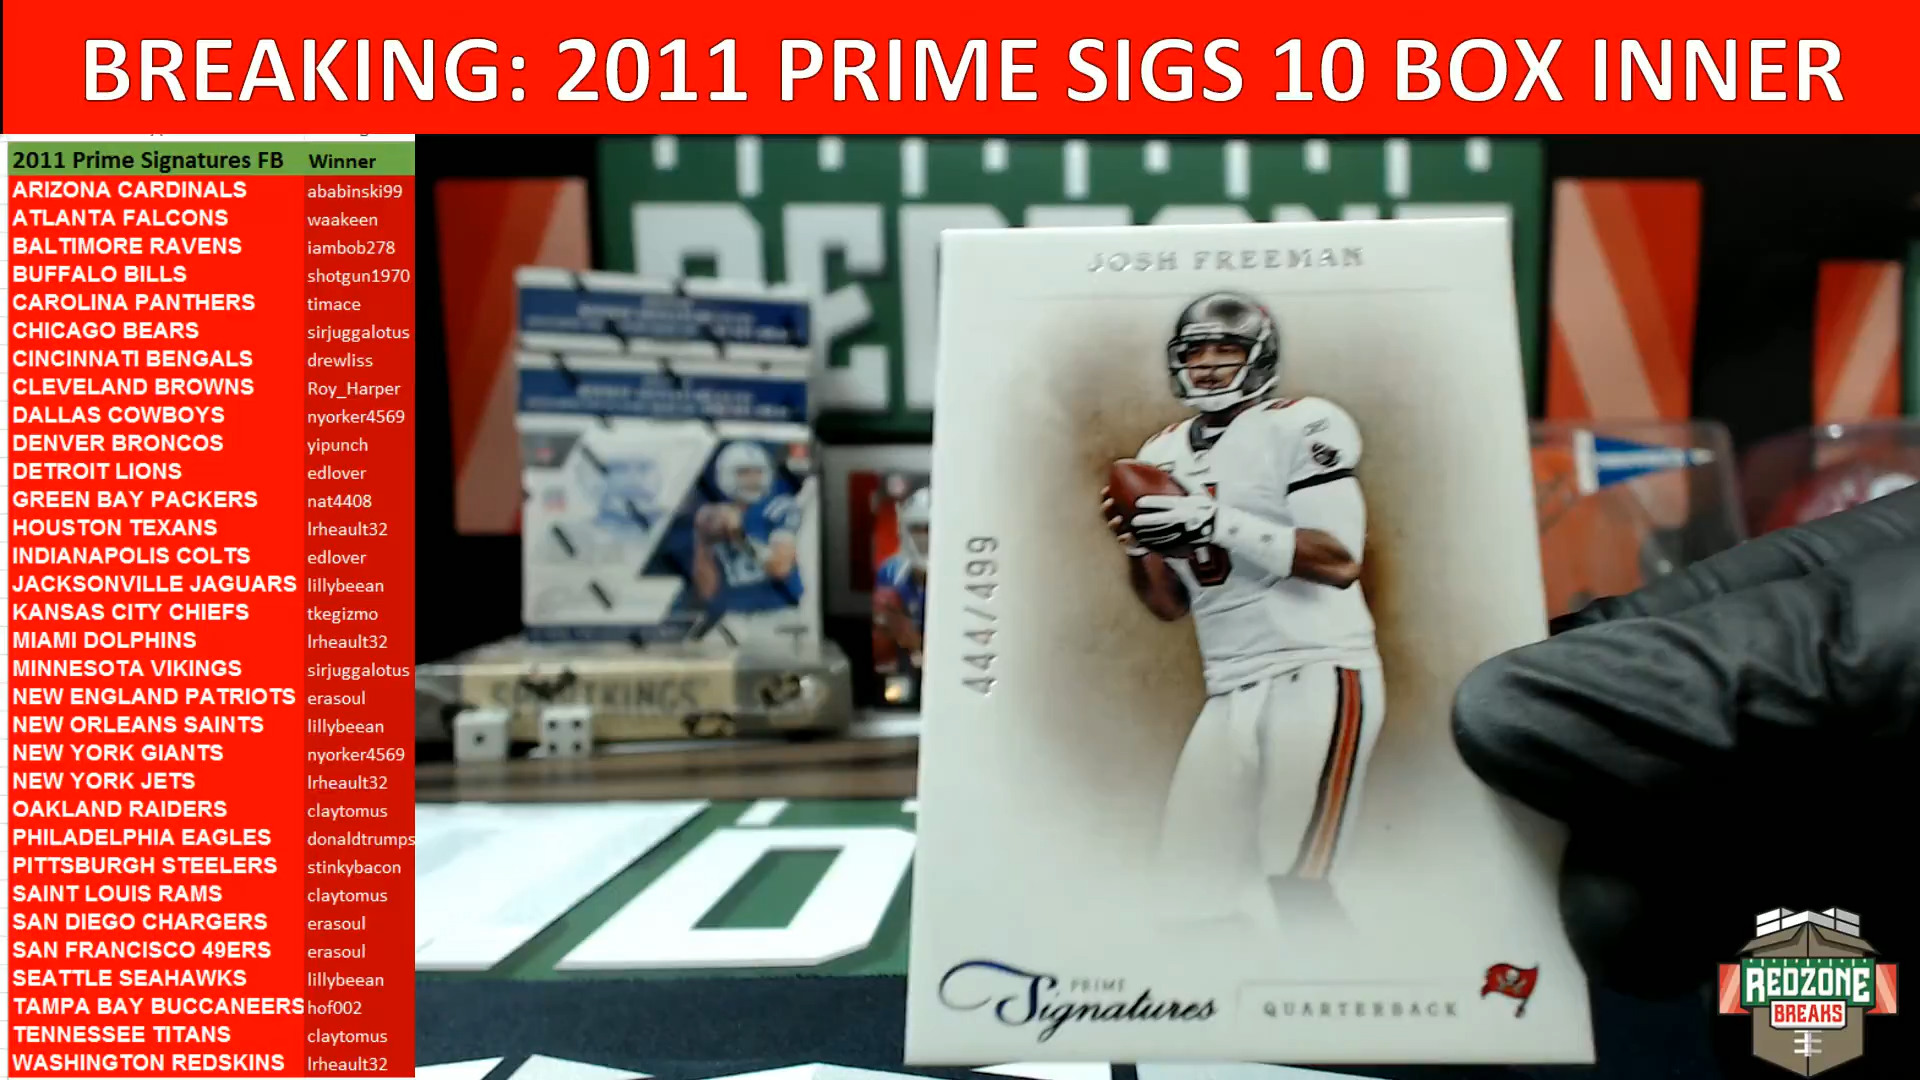 BREAKING: 2011 PRIME SIGS 10 BOX INNER
2011 Prime Signatures FB Winner
ARIZONA CARDINALS ababinski99
ATLANTA FALCONS waakeen
BALTIMORE RAVENS iambob278
BUFFALO BILLS shotgun1970
CAROLINA PANTHERS timace
CHICAGO BEARS sirjuggalotus
CINCINNATI BENGALS drewliss
CLEVELAND BROWNS Roy_Harper
DALLAS COWBOYS nyorker4569
DENVER BRONCOS yipunch
DETROIT LIONS edlover
GREEN BAY PACKERS nat4408
HOUSTON TEXANS lrheault32
INDIANAPOLIS COLTS edlover
JACKSONVILLE JAGUARS lillybeean
KANSAS CITY CHIEFS tkegizmo
MIAMI DOLPHINS lrheault32
MINNESOTA VIKINGS sirjuggalotus
NEW ENGLAND PATRIOTS erasoul
NEW ORLEANS SAINTS lillybeean
NEW YORK GIANTS nyorker4569
NEW YORK JETS lrheault32
OAKLAND RAIDERS claytomus
PHILADELPHIA EAGLES donaldtrumps
PITTSBURGH STEELERS stinkybacon
SAINT LOUIS RAMS claytomus
SAN DIEGO CHARGERS erasoul
SAN FRANCISCO 49ERS erasoul
SEATTLE SEAHAWKS lillybeean
TAMPA BAY BUCCANEERS hof002
TENNESSEE TITANS claytomus
WASHINGTON REDSKINS lrheault32
JOSH FREEMAN
444/499
PRIME
Signatures
QUARTERBACK
SPORTKINGS
REDZONE
BREAKS